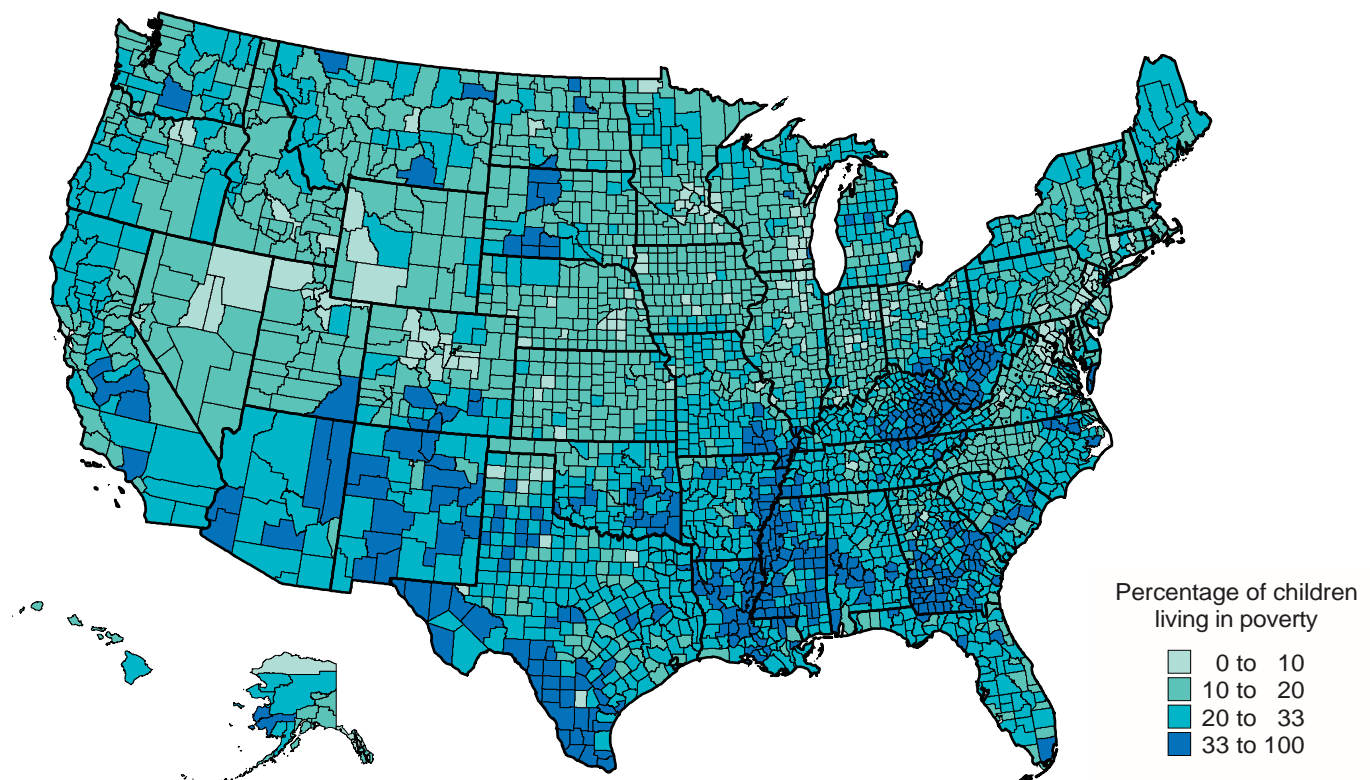 Percentage of children
living in poverty
0 to 10
10 to 20
20 to 33
33 to 100